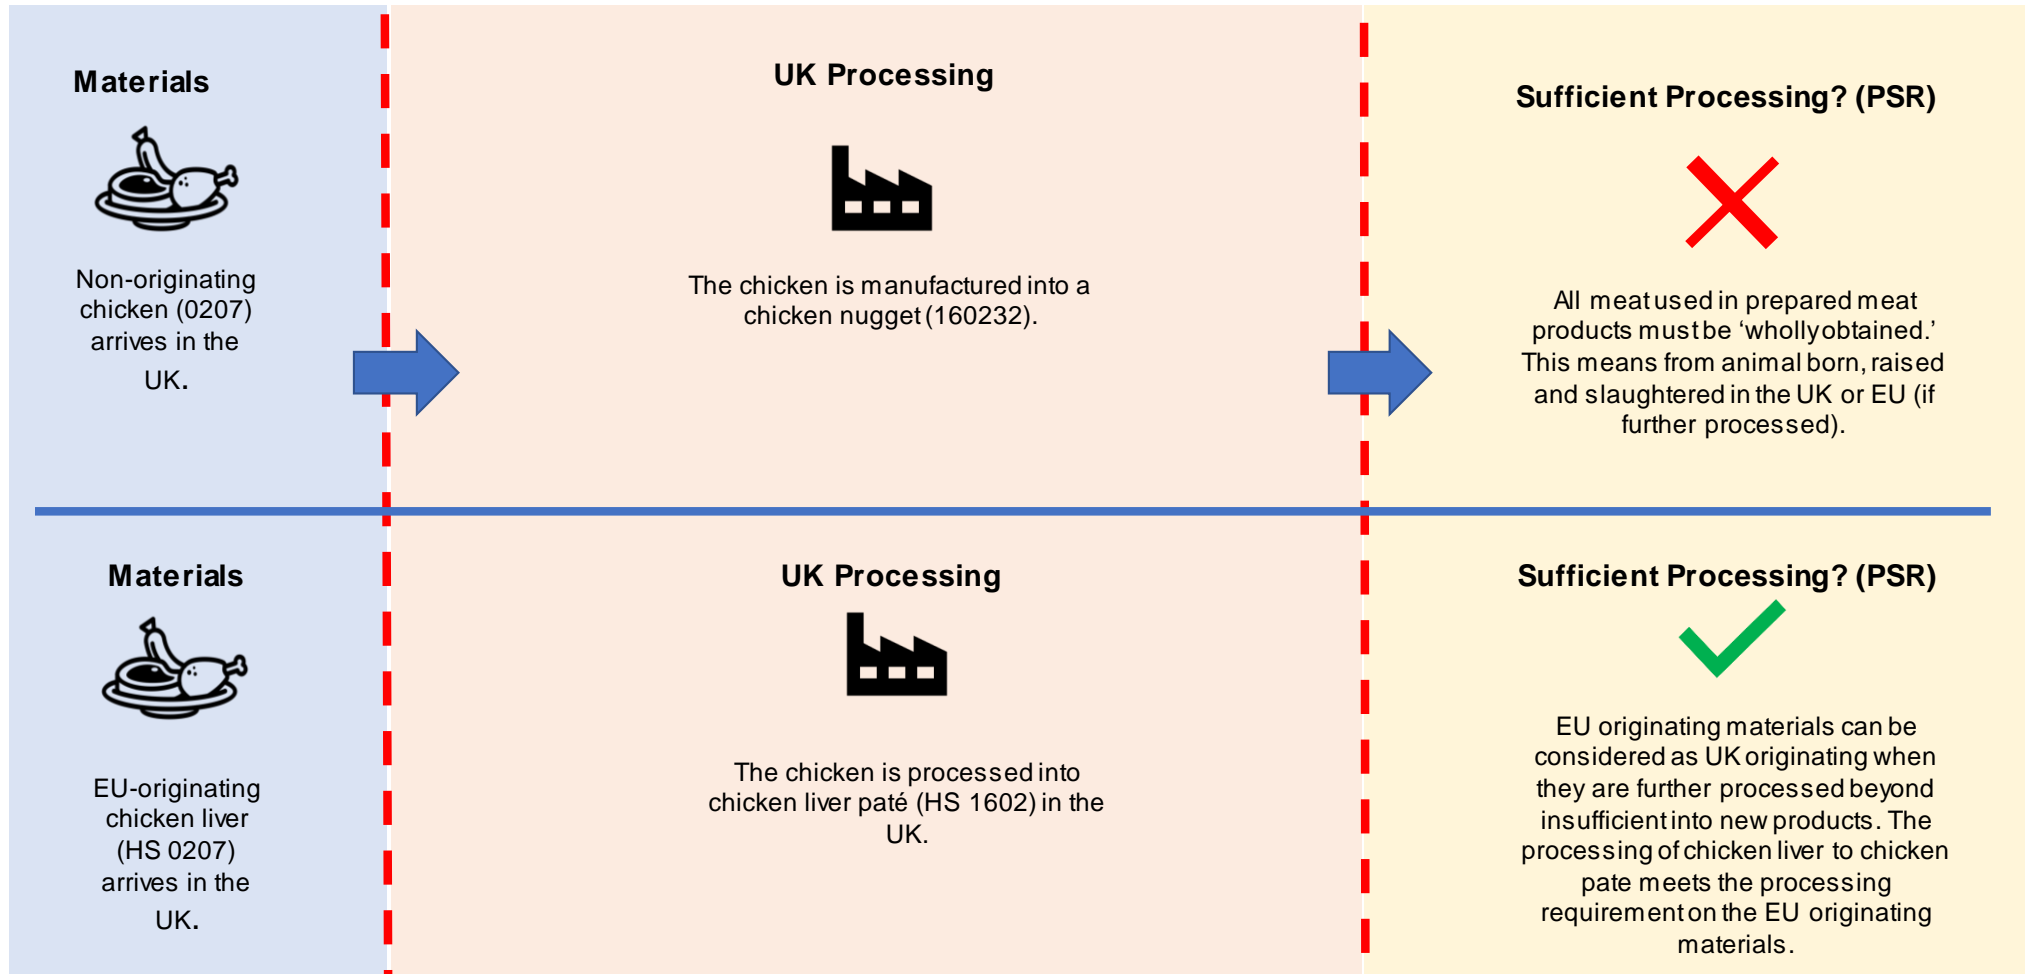 Materials
Non-originating
chicken (0207)
arrives in the
UK.
UK Processing
The chicken is manufactured into a
chicken nugget (160232).
Sufficient Processing? (PSR)
All meat used in prepared meat
products must be ‘wholly obtained.’
This means from animal born, raised
and slaughtered in the UK or EU (if
further processed).
Materials
EU-originating
chicken liver
(HS 0207)
arrives in the
UK.
UK Processing
The chicken is processed into
chicken liver paté (HS 1602) in the
UK.
Sufficient Processing? (PSR)
EU originating materials can be
considered as UK originating when
they are further processed beyond
insufficient into new products. The
processing of chicken liver to chicken
pate meets the processing
requirement on the EU originating
materials.